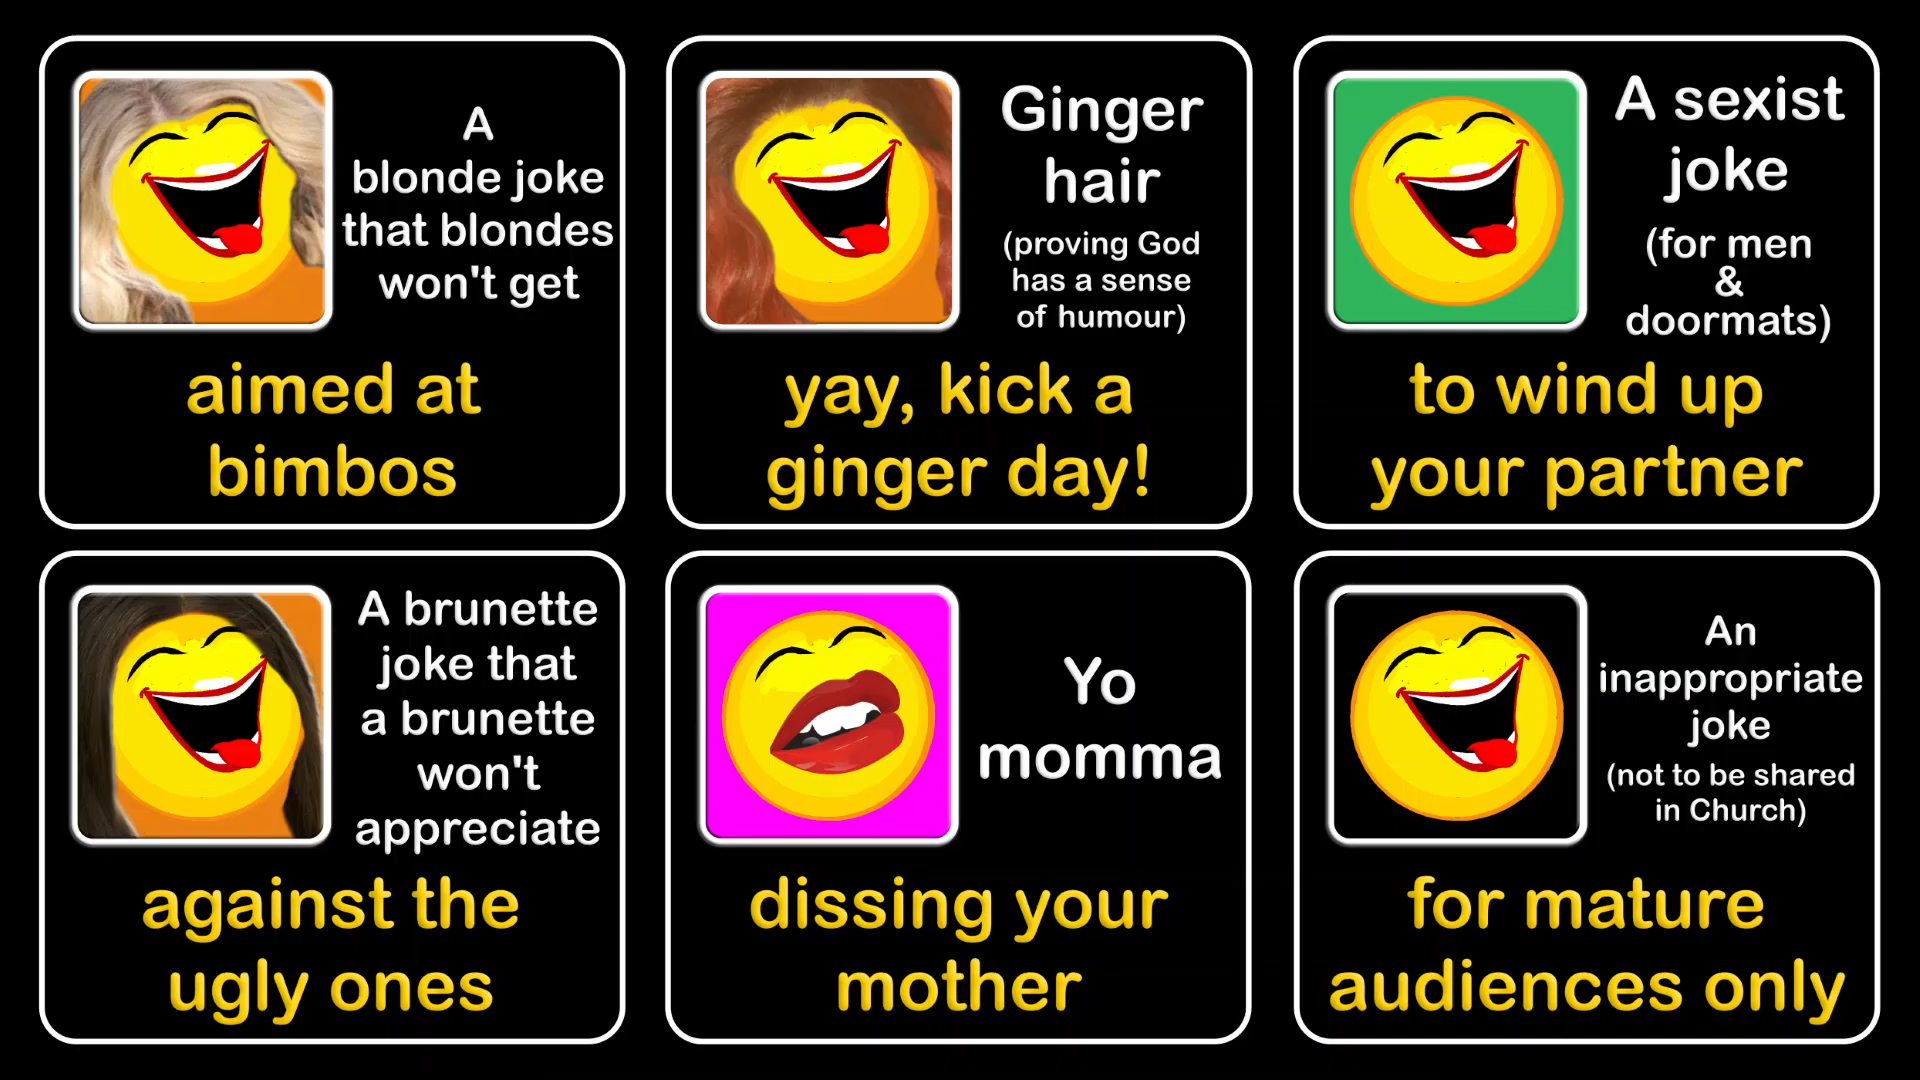 A
blonde joke
that blondes
won't get
aimed at
bimbos
Ginger
hair
(proving God
has a sense
of humour)
yay, kick a
ginger day!
A sexist
joke
(for men
&
doormats)
to wind up
your partner
A brunette
joke that
a brunette
won't
appreciate
against the
ugly ones
Yo
momma
dissing your
mother
An
inappropriate
joke
(not to be shared
in Church)
for mature
audiences only